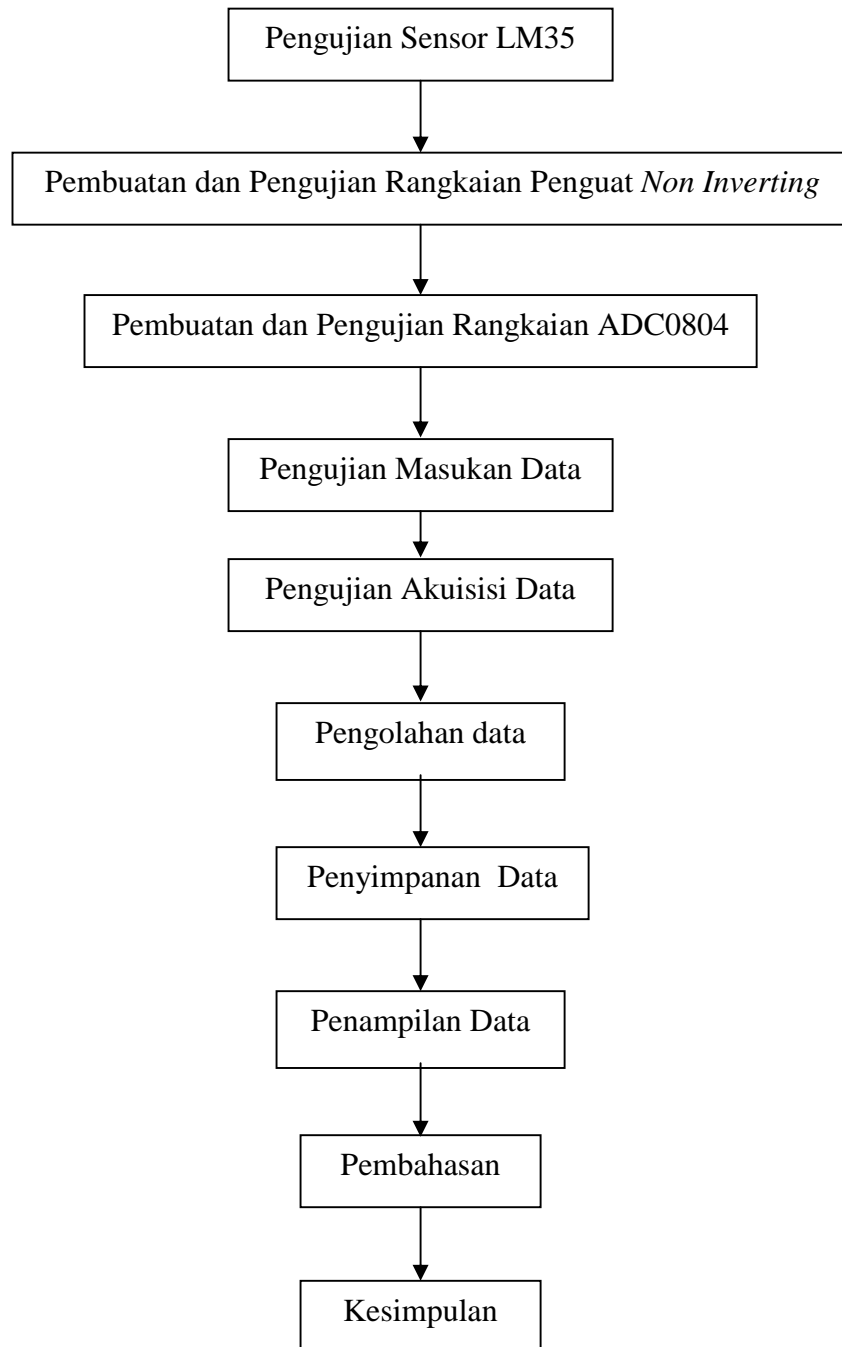 Pengujian Sensor LM35
Pembuatan dan Pengujian Rangkaian Penguat Non Inverting
Pembuatan dan Pengujian Rangkaian ADC0804
Pengujian Masukan Data
Pengujian Akuisisi Data
Pengolahan data
Penyimpanan  Data
Penampilan Data
Pembahasan
Kesimpulan